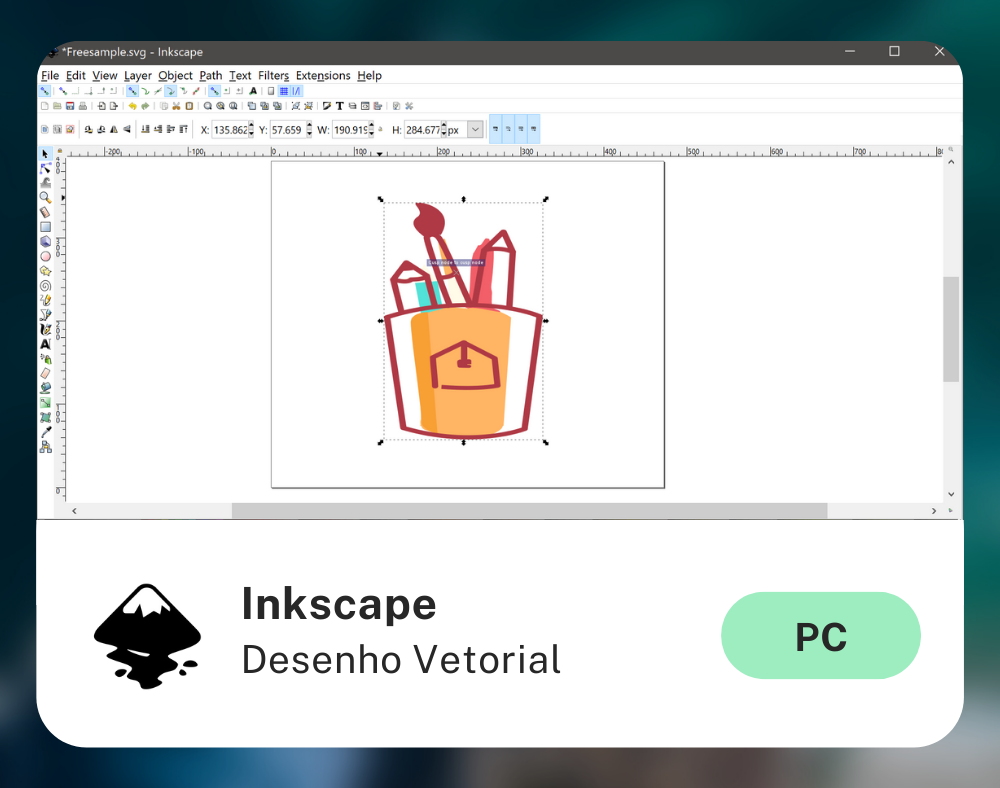 *Freesample.svg - Inkscape
File Edit View Layer Object Path Text Filters Extensions Help
X: 135.862 Y: 57.659 W: 190.919 H: 284.677 px
-200 -100 0 100 200 300 400 500 600 700
Inkscape
Desenho Vetorial
PC